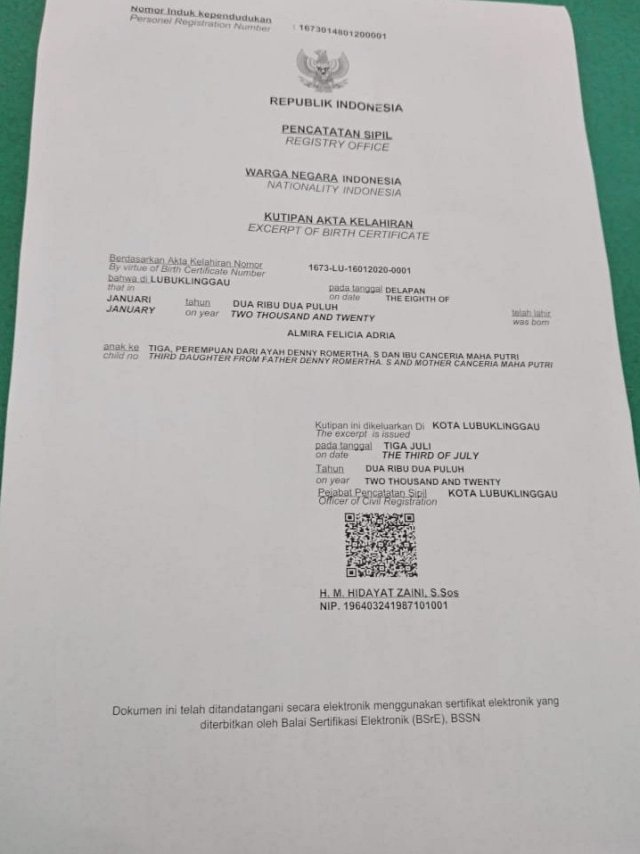 Nomor Induk kependudukan : 1673014801200001
Personel Registration Number
REPUBLIK INDONESIA
PENCATATAN SIPIL
REGISTRY OFFICE
WARGA NEGARA INDONESIA
NATIONALITY INDONESIA
KUTIPAN AKTA KELAHIRAN
EXCERPT OF BIRTH CERTIFICATE
Berdasarkan Akta Kelahiran Nomor 1673-LU-16012020-0001
By virtue of Birth Certificate Number
bahwa di LUBUKLINGGAU pada tanggal DELAPAN
that in on date THE EIGHTH OF
JANUARI tahun DUA RIBU DUA PULUH telah lahir
JANUARY on year TWO THOUSAND AND TWENTY was born
ALMIRA FELICIA ADRIA
anak ke TIGA, PEREMPUAN DARI AYAH DENNY ROMERTHA. S DAN IBU CANCERIA MAHA PUTRI
child no THIRD DAUGHTER FROM FATHER DENNY ROMERTHA. S AND MOTHER CANCERIA MAHA PUTRI
Kutipan ini dikeluarkan Di KOTA LUBUKLINGGAU
The excerpt is issued
pada tanggal TIGA JULI
on date THE THIRD OF JULY
Tahun DUA RIBU DUA PULUH
on year TWO THOUSAND AND TWENTY
Pejabat Pencatatan Sipil KOTA LUBUKLINGGAU
Officer of Civil Registration
H. M. HIDAYAT ZAINI, S.Sos
NIP. 196403241987101001
Dokumen ini telah ditandatangani secara elektronik menggunakan sertifikat elektronik yang
diterbitkan oleh Balai Sertifikasi Elektronik (BSrE), BSSN